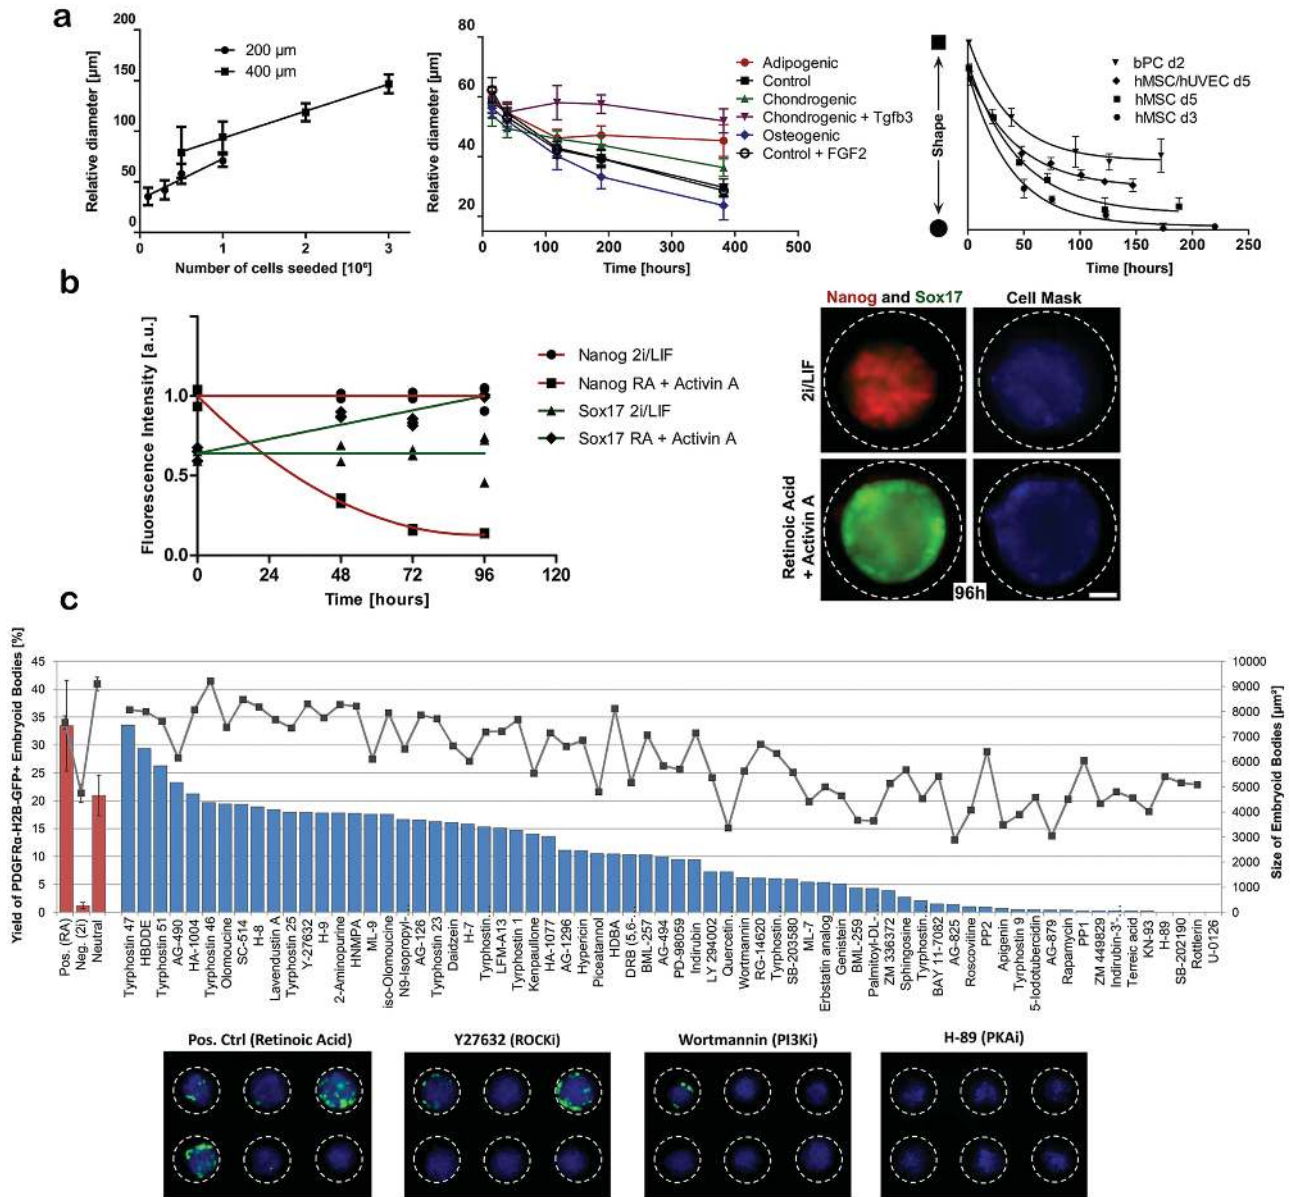 a
200
150
100
50
0
Relative diameter [µm]
200 µm
400 µm
0
1
2
3
Number of cells seeded [10⁶]
80
60
40
20
Relative diameter [µm]
0
100
200
300
400
500
Time [hours]
Adipogenic
Control
Chondrogenic
Chondrogenic + Tgfb3
Osteogenic
Control + FGF2
Shape
bPC d2
hMSC/hUVEC d5
hMSC d5
hMSC d3
0
50
100
150
200
250
Time [hours]
b
Fluorescence Intensity [a.u.]
1.0
0.5
0.0
0
24
48
72
96
120
Time [hours]
Nanog 2i/LIF
Nanog RA + Activin A
Sox17 2i/LIF
Sox17 RA + Activin A
Nanog and Sox17
Cell Mask
2i/LIF
Retinoic Acid
+ Activin A
96h
c
Yield of PDGFRα-H2B-GFP+ Embryoid Bodies [%]
45
40
35
30
25
20
15
10
5
0
10000
9000
8000
7000
6000
5000
4000
3000
2000
1000
0
Size of Embryoid Bodies [µm²]
Pos. (RA)
Neg. (2i)
Neutral
Tyrphostin 47
HBDDE
Tyrphostin 51
AG-490
HA-1004
Tyrphostin 46
Olomoucine
SC-514
H-8
Lavendustin A
Tyrphostin 25
Y-27632
H-9
2-Aminopurine
HNMPA
ML-9
iso-Olomoucine
N9-Isopropyl-
AG-126
Tyrphostin 23
Daidzein
H-7
Tyrphostin..
LFM-A13
Tyrphostin 1
Kenpaullone
HA-1077
AG-1296
Hypericin
Piceatannol
HDBA
DRB (5,6-..
BML-257
AG-494
PD-98059
Indirubin
LY 294002
Quercetin.
Wortmannin
RG-14620
Tyrphostin..
SB-203580
ML-7
Erbstatin analog
Genistein
BML-259
Palmitoyl-DL-.
ZM 336372
Sphingosine
Tyrphostin.
BAY 11-7082
AG-825
Roscovitine
PP2
Apigenin
Tyrphostin 9
5-Iodotuberoidin
AG-879
Rapamycin
PP1
ZM 449829
Indirubin-3'-.
Terreic acid
KN-93
H-89
SB-202190
Rottlerin
U-0126
Pos. Ctrl (Retinoic Acid)
Y27632 (ROCKi)
Wortmannin (PI3Ki)
H-89 (PKAi)